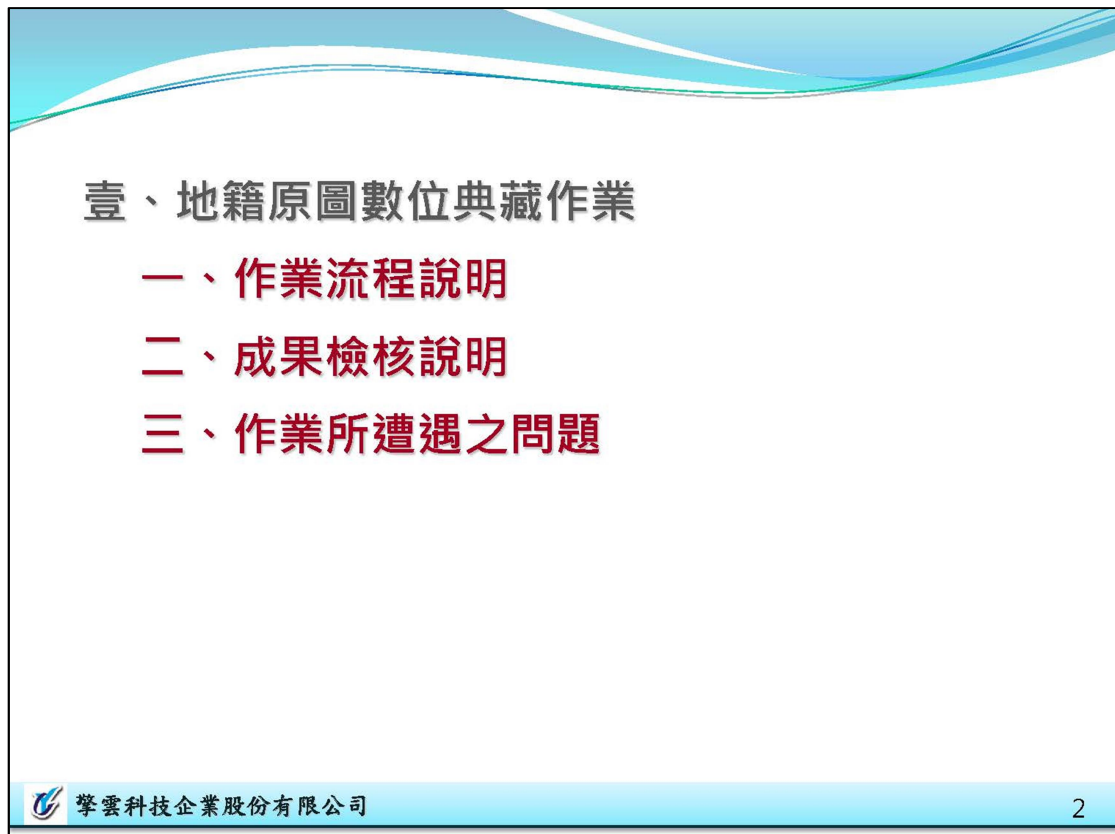 壹、地籍原圖數位典藏作業
一、作業流程說明
二、成果檢核說明
三、作業所遭遇之問題
擎雲科技企業股份有限公司
2